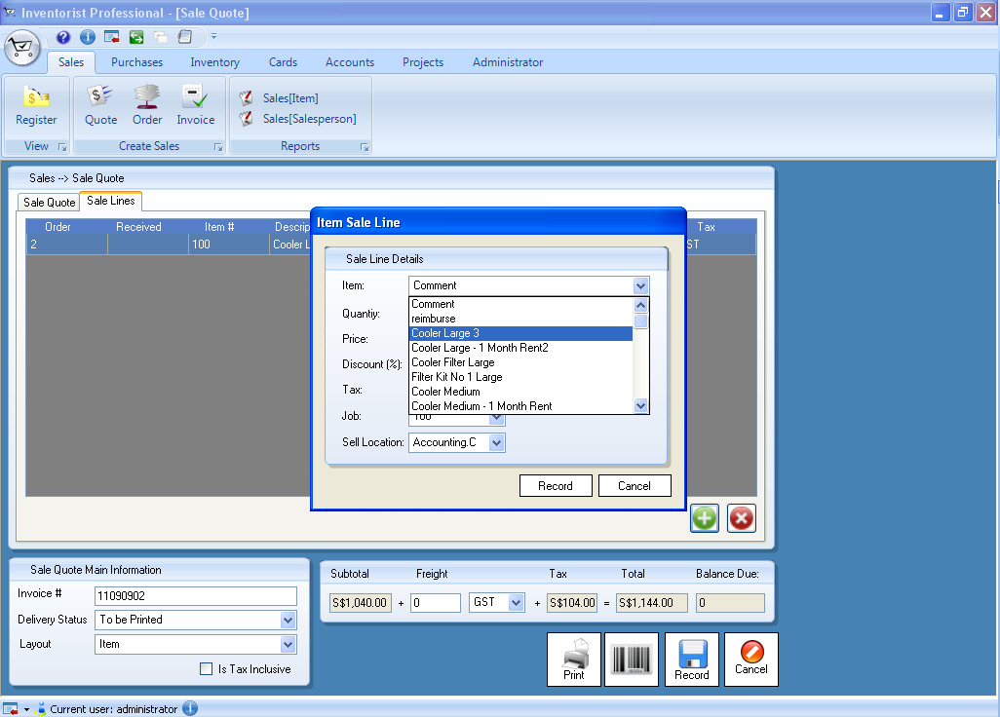 Inventorist Professional - [Sale Quote]
Sales Purchases Inventory Cards Accounts Projects Administrator
Register Quote Order Invoice Sales[Item]
Sales[Salesperson]
View Create Sales Reports
Sales --> Sale Quote
Sale Quote Sale Lines
Order Received Item # Descrip Tax
2 100 Cooler L ST
Item Sale Line
Sale Line Details
Item: Comment
Comment
reimburse
Cooler Large 3
Cooler Large - 1 Month Rent2
Cooler Filter Large
Filter Kit No 1 Large
Cooler Medium
Cooler Medium - 1 Month Rent
Quantiy:
Price:
Discount (%):
Tax:
Job: 100
Sell Location: Accounting.C
Record Cancel
Sale Quote Main Information
Invoice # 11090902
Delivery Status To be Printed
Layout Item
Is Tax Inclusive
Subtotal Freight Tax Total Balance Due:
S$1,040.00 + 0 GST + S$104.00 = S$1,144.00 0
Print Record Cancel
Current user: administrator